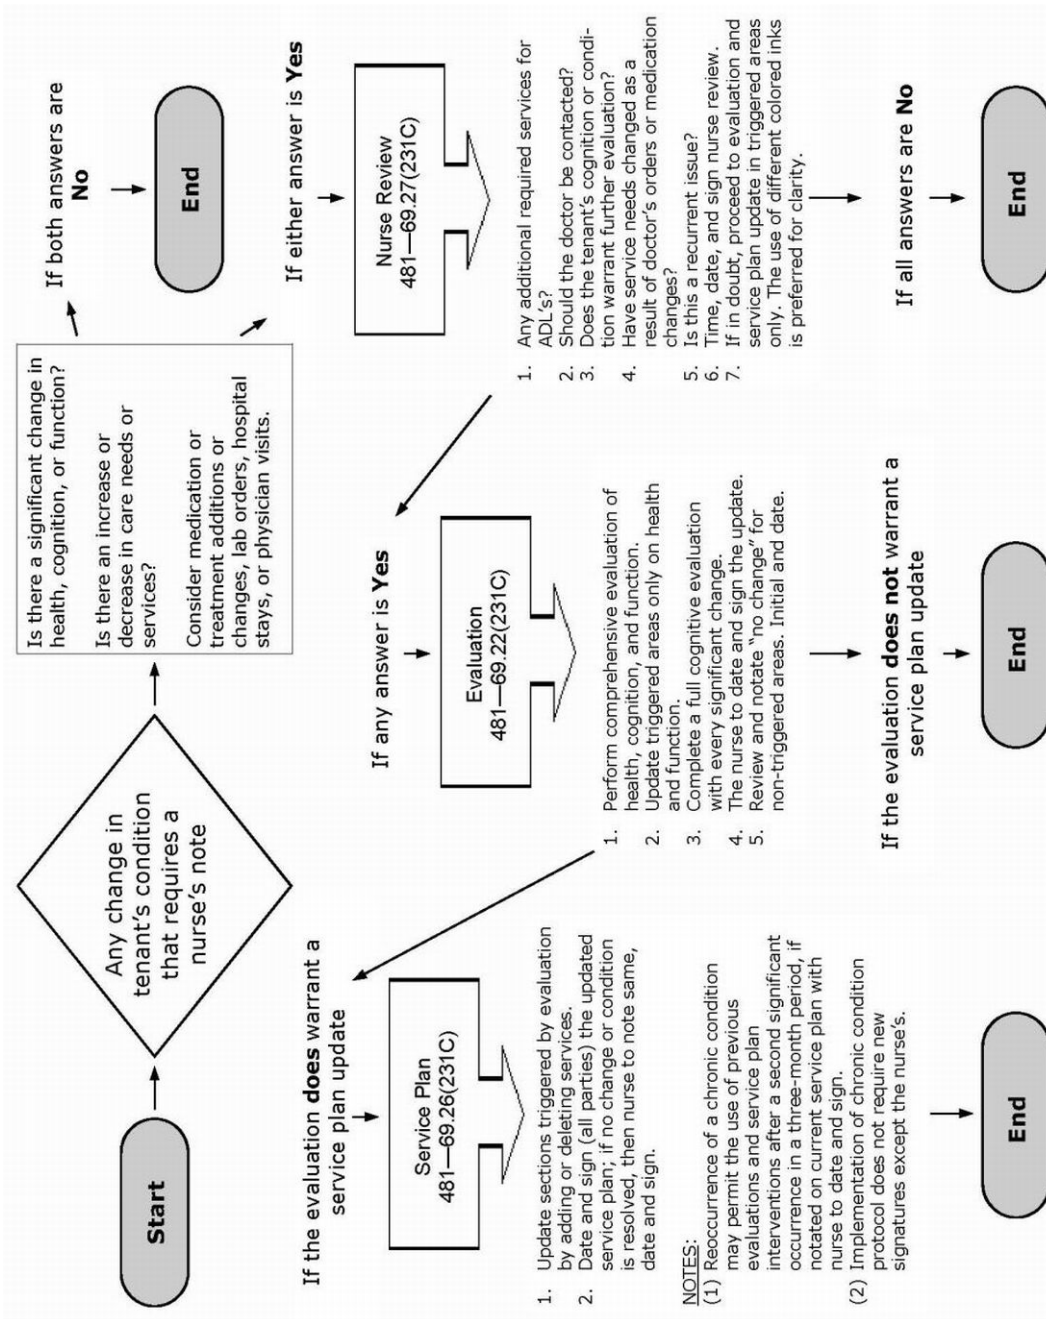 Start
Any change in
tenant's condition
that requires a
nurse's note
Is there a significant change in
health, cognition, or function?
Is there an increase or
decrease in care needs or
services?
Consider medication or
treatment additions or
changes, lab orders, hospital
stays, or physician visits.
If both answers are
No
End
If either answer is Yes
Nurse Review
481—69.27(231C)
1. Any additional required services for
ADL's?
2. Should the doctor be contacted?
3. Does the tenant's cognition or condi-
tion warrant further evaluation?
4. Have service needs changed as a
result of doctor's orders or medication
changes?
5. Is this a recurrent issue?
6. Time, date, and sign nurse review.
7. If in doubt, proceed to evaluation and
service plan update in triggered areas
only. The use of different colored inks
is preferred for clarity.
If all answers are No
End
If any answer is Yes
Evaluation
481—69.22(231C)
1. Perform comprehensive evaluation of
health, cognition, and function.
2. Update triggered areas only on health
and function.
3. Complete a full cognitive evaluation
with every significant change.
4. The nurse to date and sign the update.
5. Review and notate "no change" for
non-triggered areas. Initial and date.
If the evaluation does not warrant a
service plan update
End
If the evaluation does warrant a
service plan update
Service Plan
481—69.26(231C)
1. Update sections triggered by evaluation
by adding or deleting services.
2. Date and sign (all parties) the updated
service plan; if no change or condition
is resolved, then nurse to note same,
date and sign.
NOTES:
(1) Reoccurrence of a chronic condition
may permit the use of previous
evaluations and service plan
interventions after a second significant
occurrence in a three-month period, if
notated on current service plan with
nurse to date and sign.
(2) Implementation of chronic condition
protocol does not require new
signatures except the nurse's.
End